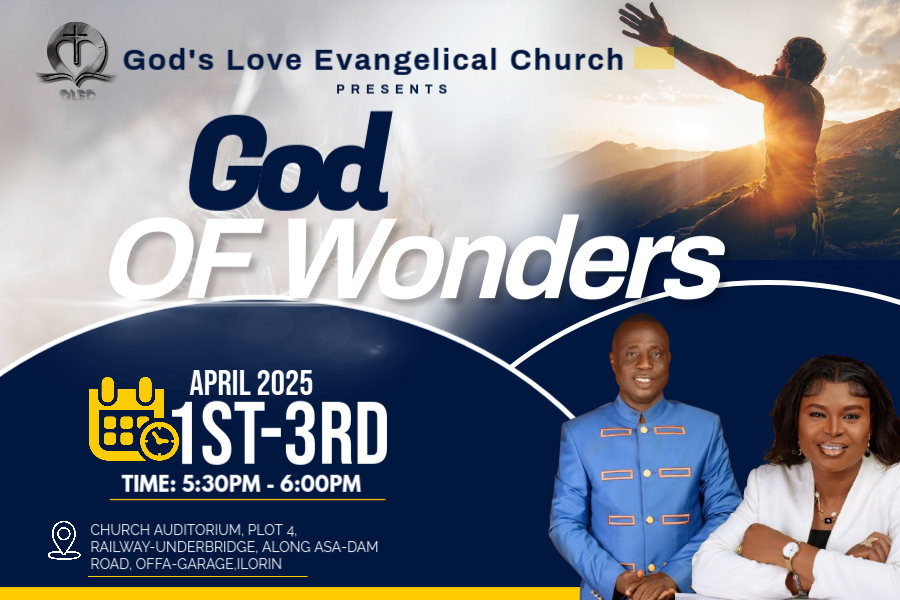 God's Love Evangelical Church
PRESENTS
GLEC
God
OF Wonders
APRIL 2025
1ST-3RD
TIME: 5:30PM - 6:00PM
CHURCH AUDITORIUM, PLOT 4,
RAILWAY-UNDERBRIDGE, ALONG ASA-DAM
ROAD, OFFA-GARAGE,ILORIN